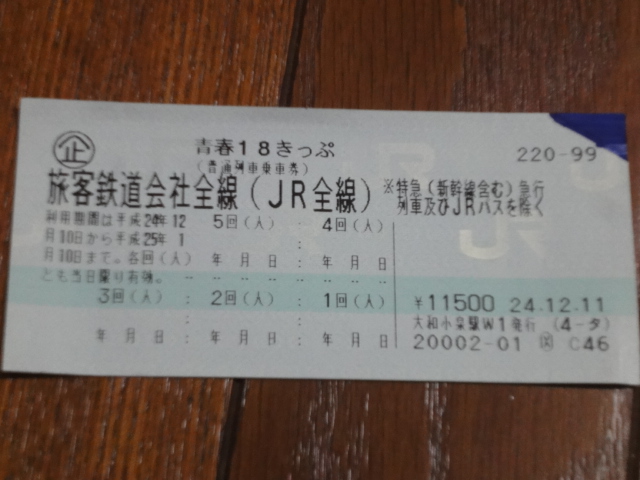 企 青春18きっぷ 220-99
(普通列車乗車券)
旅客鉄道会社全線(JR全線) ※特急(新幹線含む)急行
列車及びJRバスを除く
利用期間は平成24年12
月10日から平成25年1
月10日まで。各回(人)
とも当日限り有効。
5回(人) : 4回(人)
年 月 日 : 年 月 日
3回(人) : 2回(人) : 1回(人)
年 月 日 : 年 月 日 : 年 月 日
¥11500 24.12.11
大和小泉駅W1発行 (4-タ)
20002-01 C46